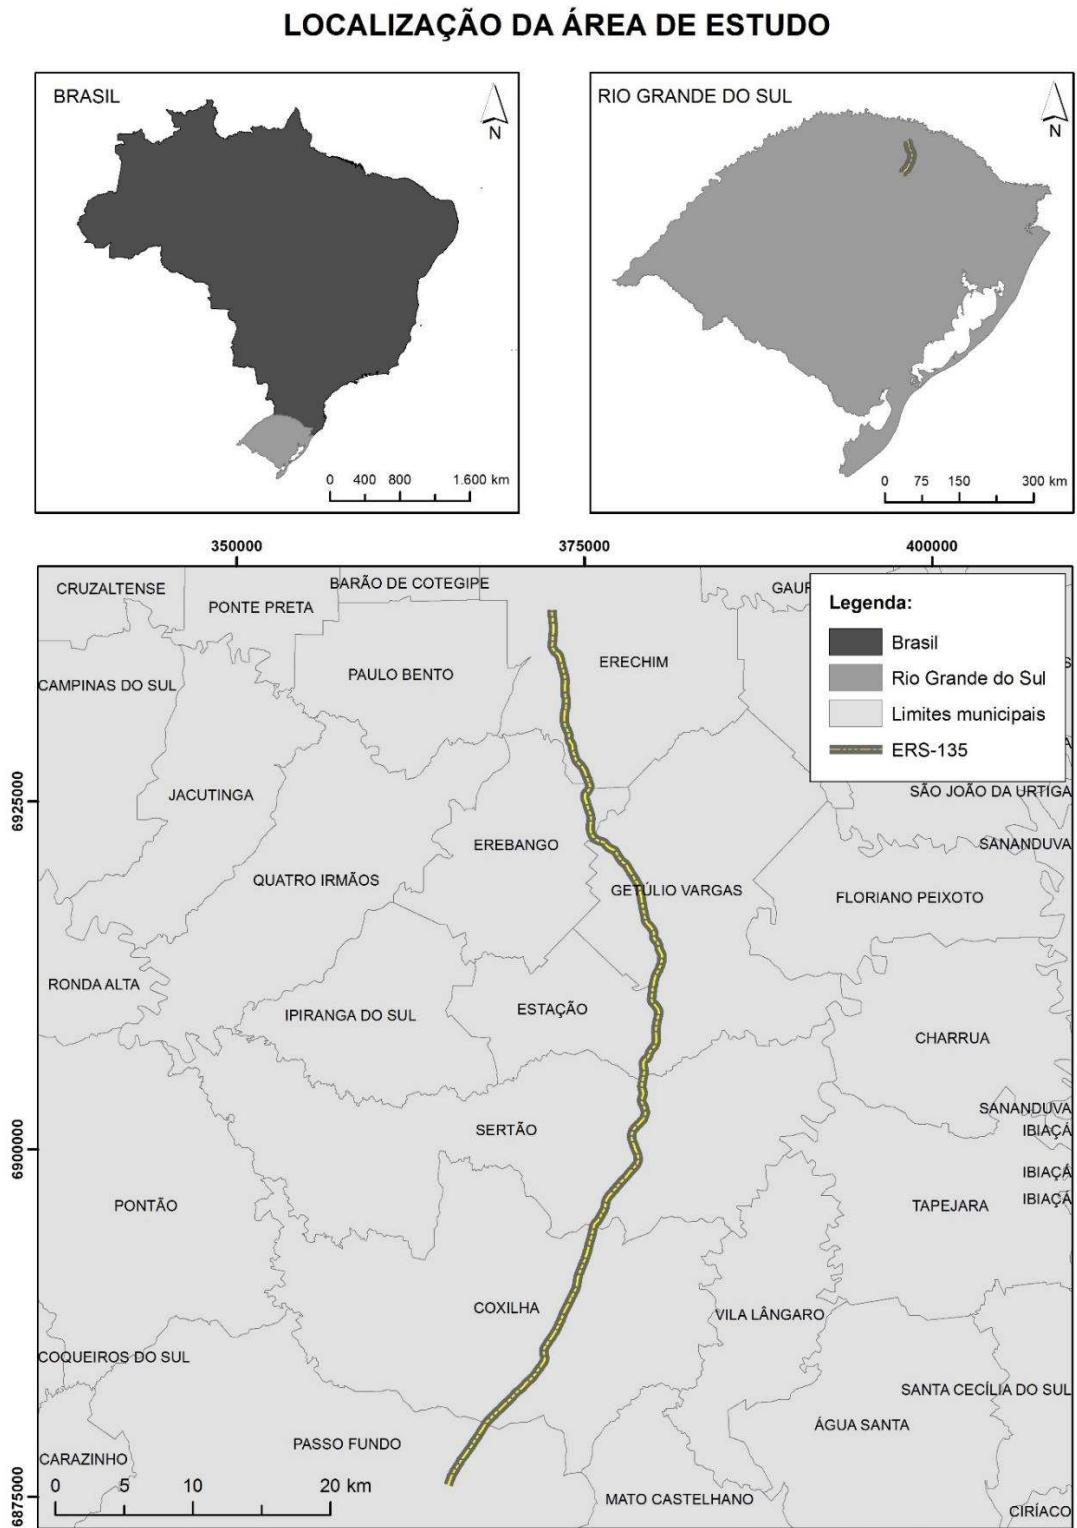 LOCALIZAÇÃO DA ÁREA DE ESTUDO
BRASIL
N
0 400 800 1.600 km
RIO GRANDE DO SUL
N
0 75 150 300 km
350000 375000 400000
CRUZALTENSE
BARÃO DE COTEGIPE
PONTE PRETA
GAUR
Legenda:
Brasil
Rio Grande do Sul
Limites municipais
ERS-135
ERECHIM
S
PAULO BENTO
CAMPINAS DO SUL
A
JACUTINGA
SÃO JOÃO DA URTIGA
6925000
EREBANGO
SANANDUVA
QUATRO IRMÃOS
GETÚLIO VARGAS
FLORIANO PEIXOTO
RONDA ALTA
IPIRANGA DO SUL
ESTAÇÃO
CHARRUA
SANANDUVA
SERTÃO
IBIAÇÁ
6900000
IBIAÇÁ
PONTÃO
TAPEJARA
IBIAÇÁ
COXILHA
VILA LÂNGARO
COQUEIROS DO SUL
SANTA CECÍLIA DO SUL
ÁGUA SANTA
PASSO FUNDO
CARAZINHO
0 5 10 20 km
6875000
MATO CASTELHANO
CIRÍACO